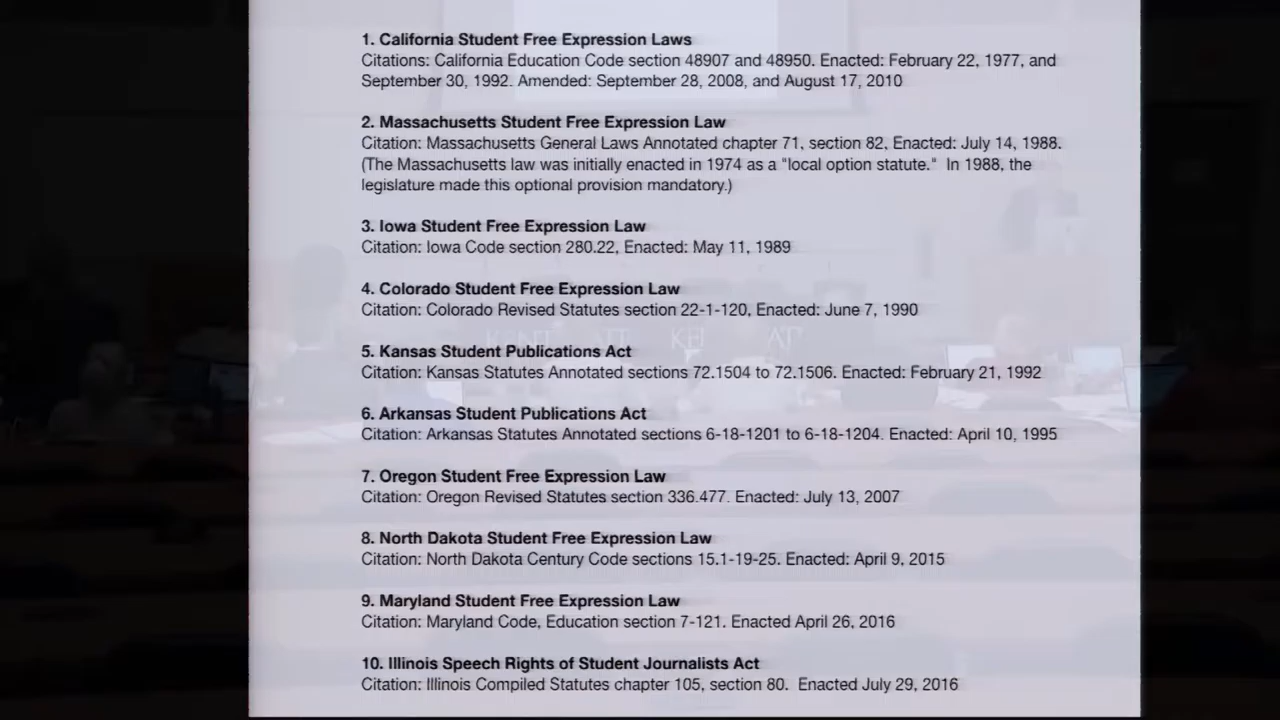 1. California Student Free Expression Laws
Citations: California Education Code section 48907 and 48950. Enacted: February 22, 1977, and
September 30, 1992. Amended: September 28, 2008, and August 17, 2010
2. Massachusetts Student Free Expression Law
Citation: Massachusetts General Laws Annotated chapter 71, section 82, Enacted: July 14, 1988.
(The Massachusetts law was initially enacted in 1974 as a "local option statute."  In 1988, the
legislature made this optional provision mandatory.)
3. Iowa Student Free Expression Law
Citation: Iowa Code section 280.22, Enacted: May 11, 1989
4. Colorado Student Free Expression Law
Citation: Colorado Revised Statutes section 22-1-120, Enacted: June 7, 1990
5. Kansas Student Publications Act
Citation: Kansas Statutes Annotated sections 72.1504 to 72.1506. Enacted: February 21, 1992
6. Arkansas Student Publications Act
Citation: Arkansas Statutes Annotated sections 6-18-1201 to 6-18-1204. Enacted: April 10, 1995
7. Oregon Student Free Expression Law
Citation: Oregon Revised Statutes section 336.477. Enacted: July 13, 2007
8. North Dakota Student Free Expression Law
Citation: North Dakota Century Code sections 15.1-19-25. Enacted: April 9, 2015
9. Maryland Student Free Expression Law
Citation: Maryland Code, Education section 7-121. Enacted April 26, 2016
10. Illinois Speech Rights of Student Journalists Act
Citation: Illinois Compiled Statutes chapter 105, section 80.  Enacted July 29, 2016